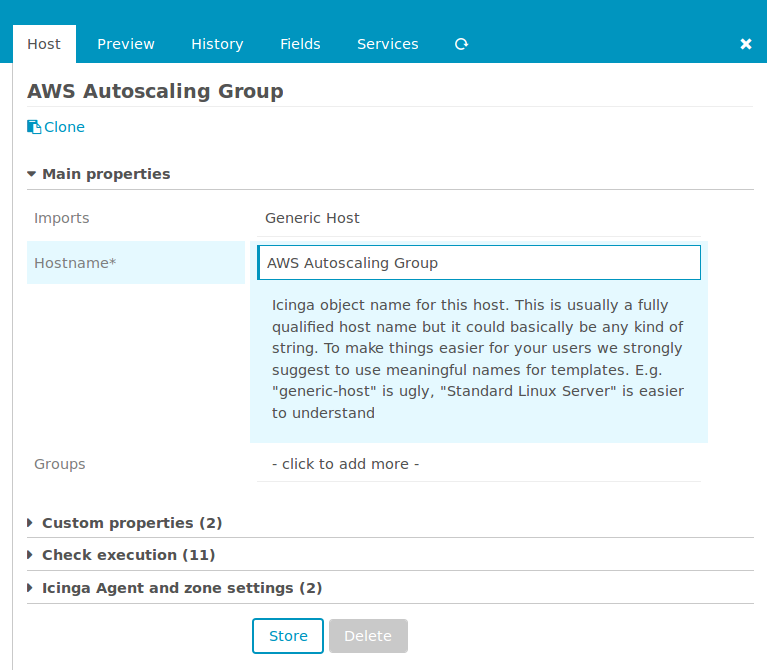 Host Preview History Fields Services
AWS Autoscaling Group
Clone
Main properties
Imports Generic Host
Hostname* AWS Autoscaling Group
Icinga object name for this host. This is usually a fully
qualified host name but it could basically be any kind of
string. To make things easier for your users we strongly
suggest to use meaningful names for templates. E.g.
"generic-host" is ugly, "Standard Linux Server" is easier
to understand
Groups - click to add more -
Custom properties (2)
Check execution (11)
Icinga Agent and zone settings (2)
Store Delete